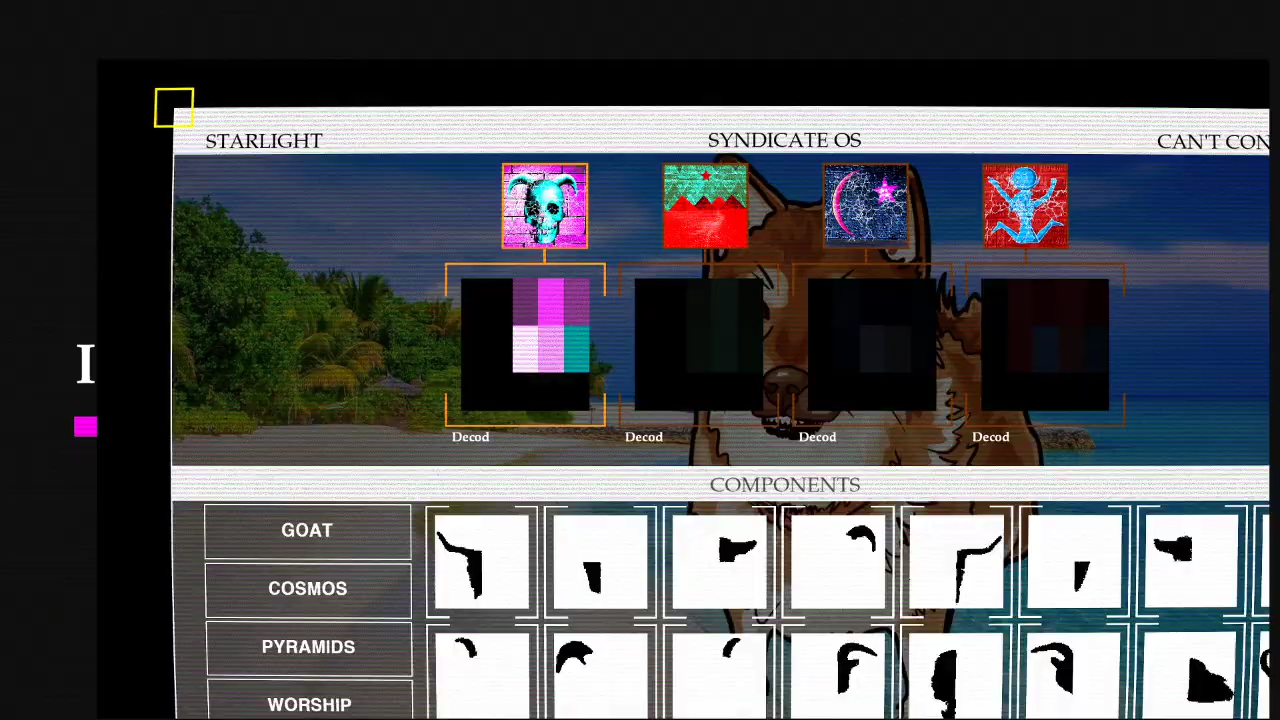 STARLIGHT SYNDICATE OS CAN'T CON
I
Decod Decod Decod Decod
COMPONENTS
GOAT
COSMOS
PYRAMIDS
WORSHIP